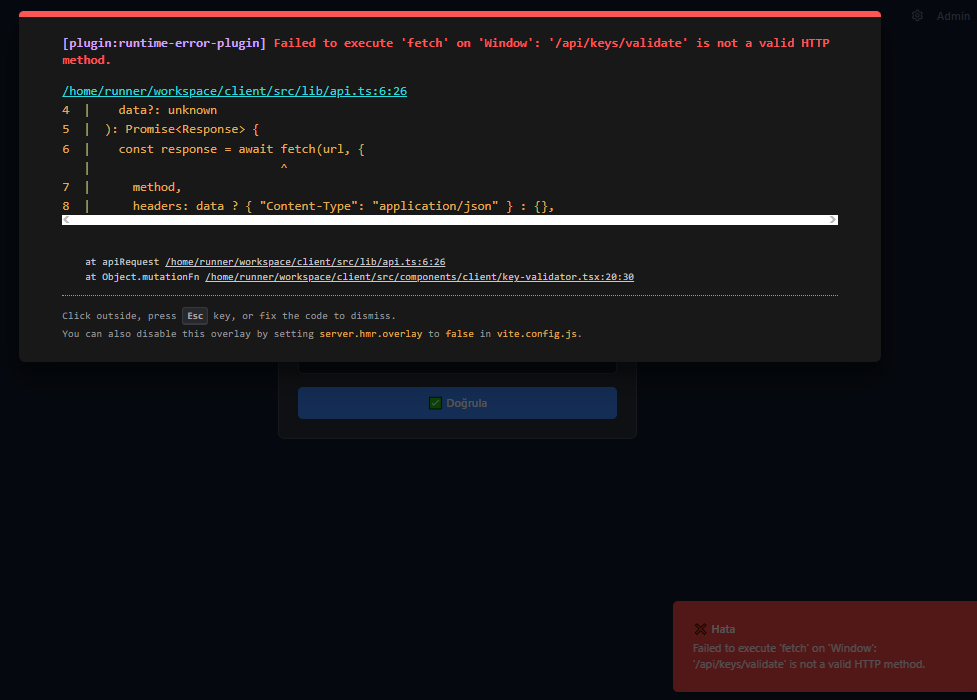 Admin
[plugin:runtime-error-plugin] Failed to execute 'fetch' on 'Window': '/api/keys/validate' is not a valid HTTP
method.
/home/runner/workspace/client/src/lib/api.ts:6:26
4  |    data?: unknown
5  |  ): Promise<Response> {
6  |    const response = await fetch(url, {
   |                          ^
7  |      method,
8  |      headers: data ? { "Content-Type": "application/json" } : {},
at apiRequest /home/runner/workspace/client/src/lib/api.ts:6:26
at Object.mutationFn /home/runner/workspace/client/src/components/client/key-validator.tsx:20:30
Click outside, press Esc key, or fix the code to dismiss.
You can also disable this overlay by setting server.hmr.overlay to false in vite.config.js.
✅ Doğrula
❌ Hata
Failed to execute 'fetch' on 'Window':
'/api/keys/validate' is not a valid HTTP method.